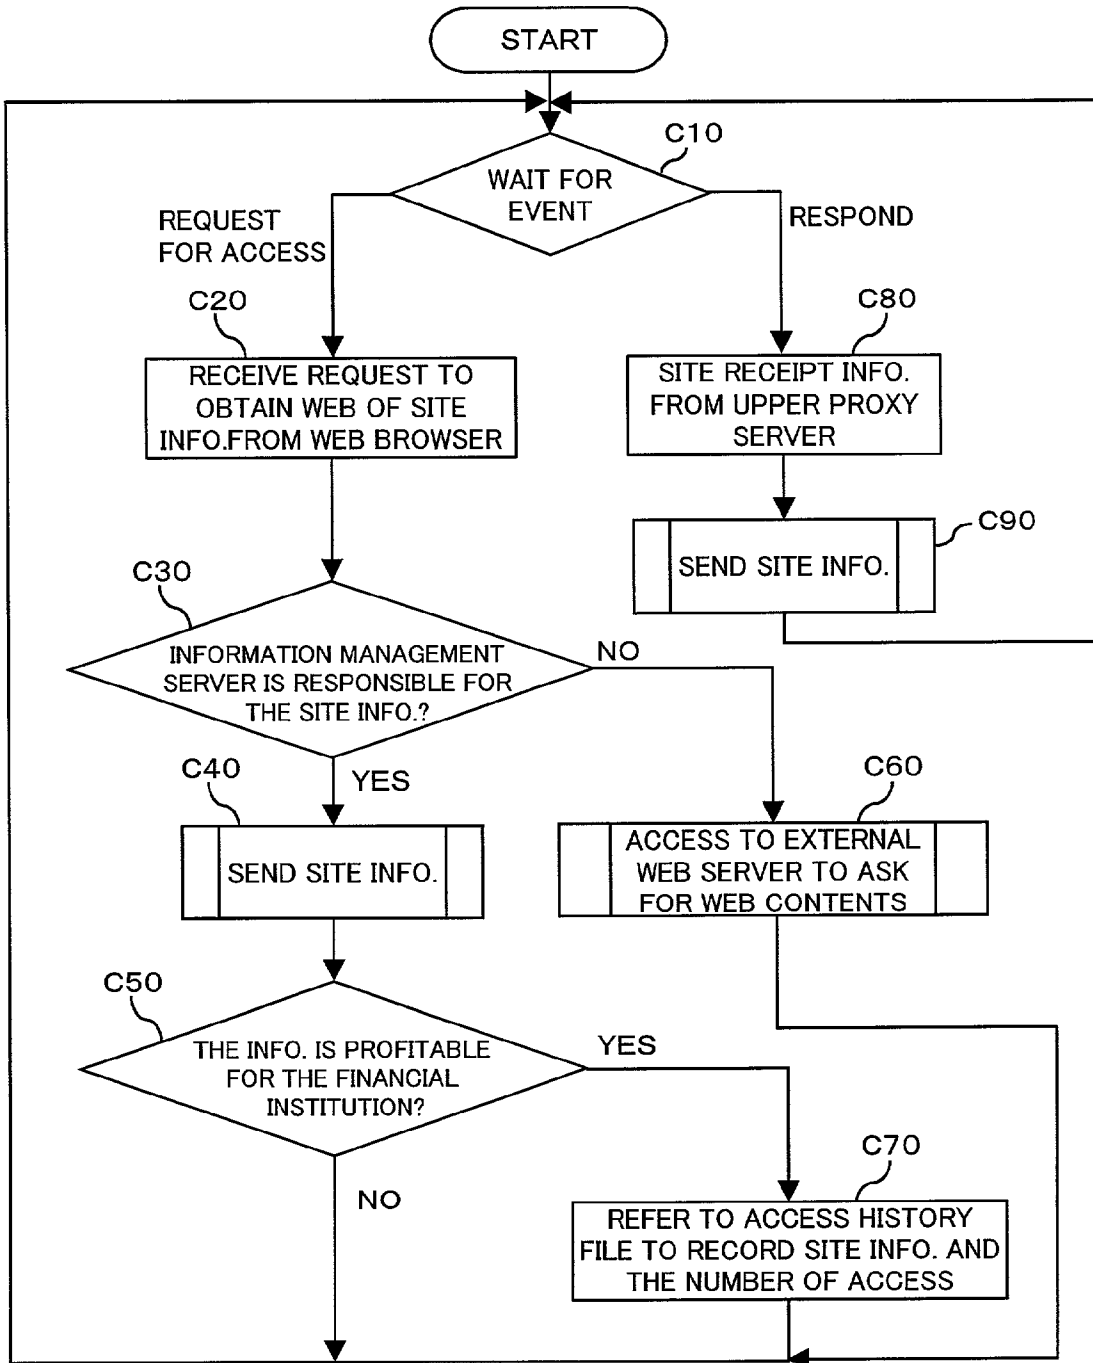 START
C10
WAIT FOR
EVENT
REQUEST
FOR ACCESS
RESPOND
C20
RECEIVE REQUEST TO
OBTAIN WEB OF SITE
INFO.FROM WEB BROWSER
C80
SITE RECEIPT INFO.
FROM UPPER PROXY
SERVER
C90
SEND SITE INFO.
C30
INFORMATION MANAGEMENT
SERVER IS RESPONSIBLE FOR
THE SITE INFO.?
NO
YES
C40
SEND SITE INFO.
C60
ACCESS TO EXTERNAL
WEB SERVER TO ASK
FOR WEB CONTENTS
C50
THE INFO. IS PROFITABLE
FOR THE FINANCIAL
INSTITUTION?
YES
NO
C70
REFER TO ACCESS HISTORY
FILE TO RECORD SITE INFO. AND
THE NUMBER OF ACCESS